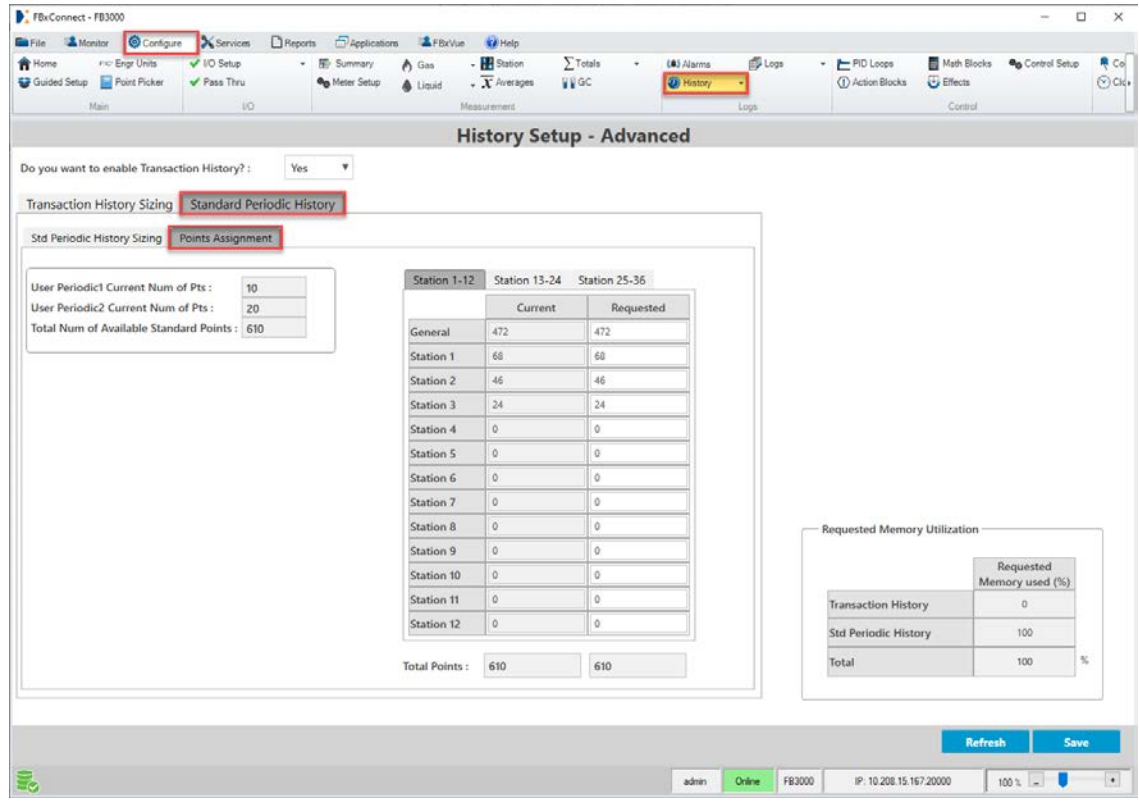 FBxConnect - FB3000
File Monitor Configure Services Reports Applications FBxVue Help
Home Engr Units I/O Setup Summary Gas Station Totals (●) Alarms Logs PID Loops Math Blocks Control Setup Co
Guided Setup Point Picker Pass Thru Meter Setup Liquid Averages GC History Action Blocks Effects Clc
Main I/O Measurement Logs Control
History Setup - Advanced
Do you want to enable Transaction History? : Yes
Transaction History Sizing Standard Periodic History
Std Periodic History Sizing Points Assignment
User Periodic1 Current Num of Pts : 10
User Periodic2 Current Num of Pts : 20
Total Num of Available Standard Points : 610
Station 1-12 Station 13-24 Station 25-36
Current Requested
General 472 472
Station 1 68 68
Station 2 46 46
Station 3 24 24
Station 4 0 0
Station 5 0 0
Station 6 0 0
Station 7 0 0
Station 8 0 0
Station 9 0 0
Station 10 0 0
Station 11 0 0
Station 12 0 0
Total Points : 610 610
Requested Memory Utilization
Requested
Memory used (%)
Transaction History 0
Std Periodic History 100
Total 100 %
Refresh Save
admin Online FB3000 IP: 10.208.15.167:20000 100 % - +